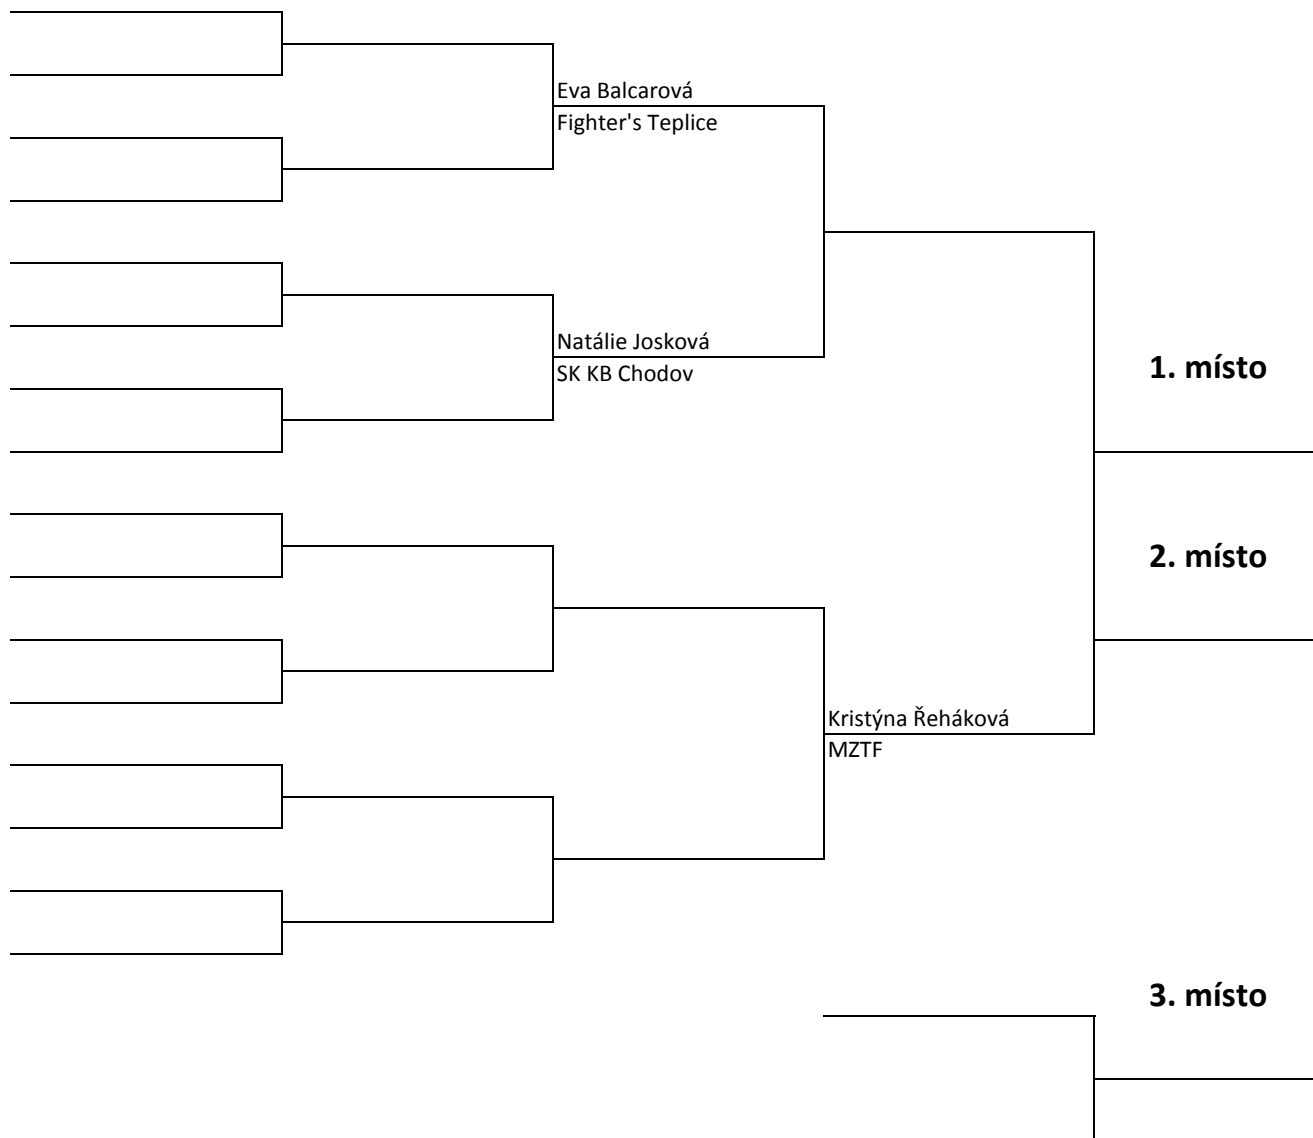 Eva Balcarová
Fighter's Teplice
Natálie Josková
SK KB Chodov
1. místo
2. místo
Kristýna Řeháková
MZTF
3. místo